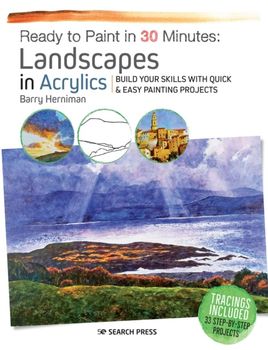 Ready to Paint in 30 Minutes:
Landscapes
in Acrylics
BUILD YOUR SKILLS WITH QUICK
& EASY PAINTING PROJECTS
Barry Herniman
TRACINGS
INCLUDED
33 STEP-BY-STEP
PROJECTS
SEARCH PRESS